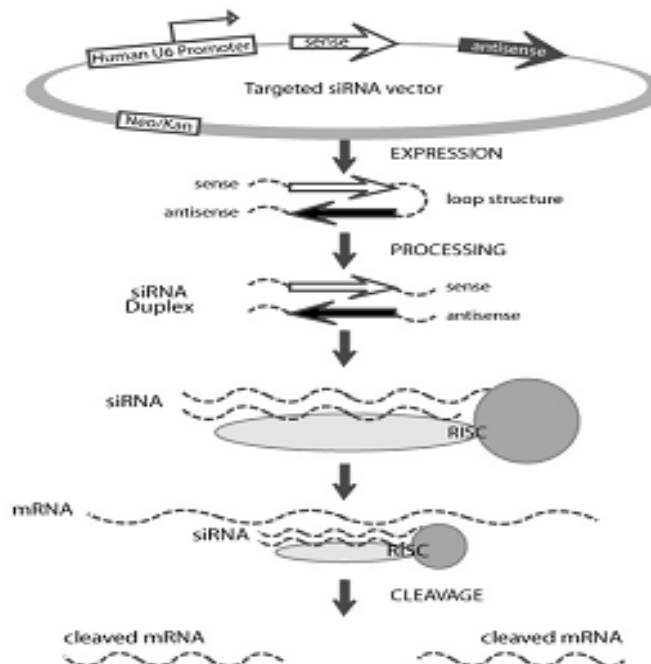 Human U6 Promoter
sense
antisense
Targeted siRNA vector
Neo/Kan
EXPRESSION
sense
loop structure
antisense
PROCESSING
siRNA
Duplex
sense
antisense
siRNA
RISC
mRNA
siRNA
RISC
CLEAVAGE
cleaved mRNA
cleaved mRNA